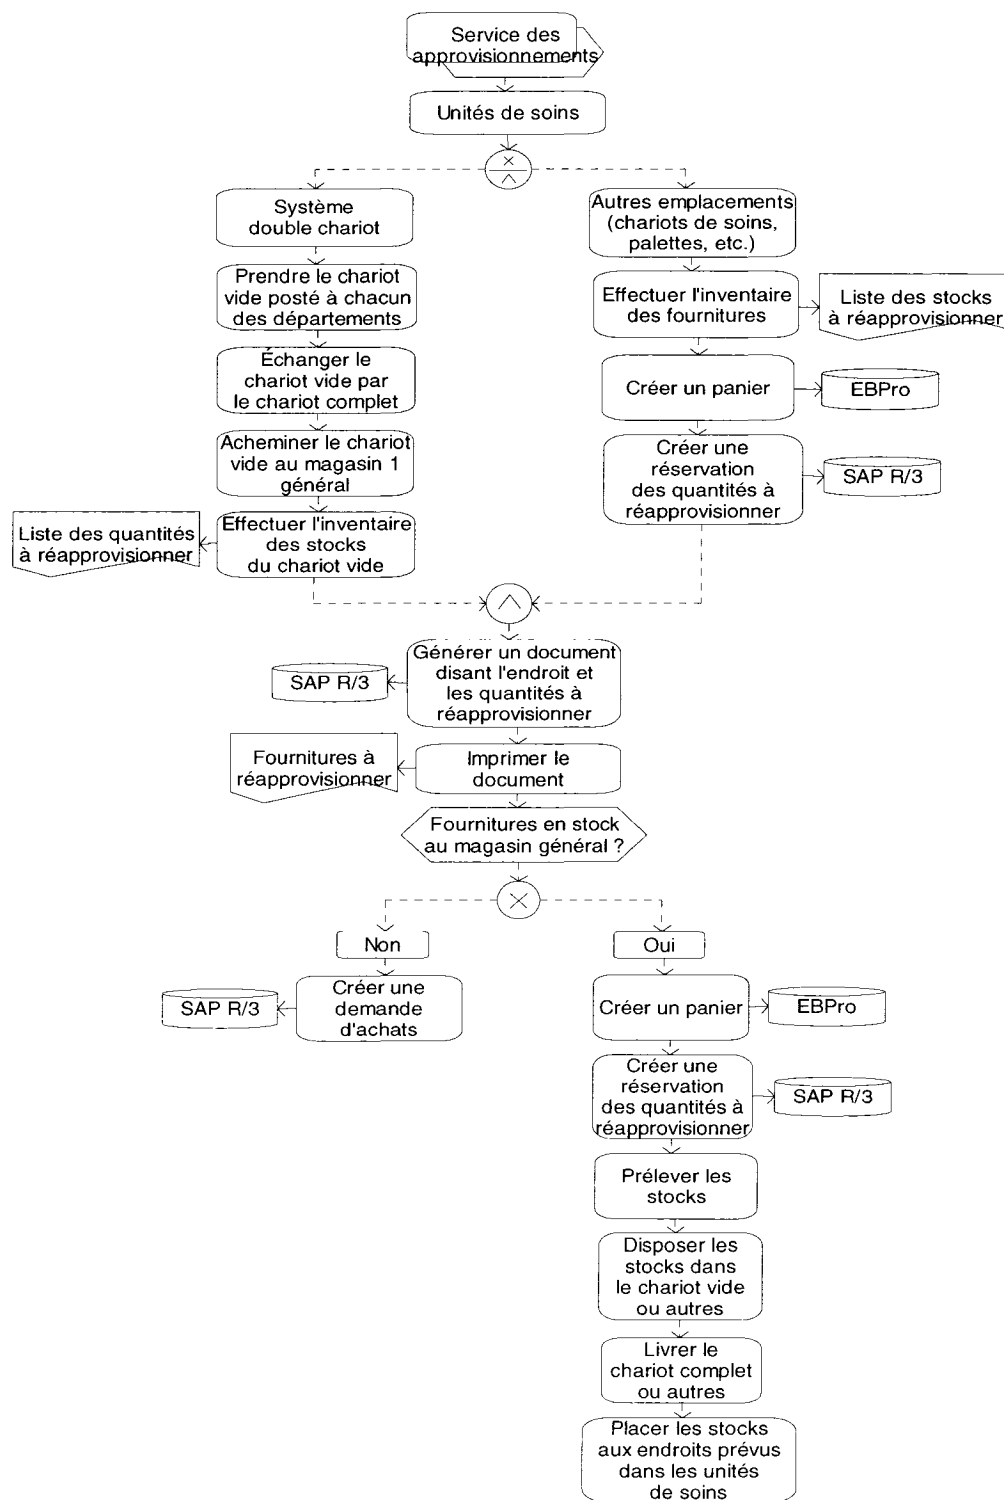 Service des
approvisionnements
Unités de soins
Système
double chariot
Prendre le chariot
vide posté à chacun
des départements
Échanger le
chariot vide par
le chariot complet
Acheminer le chariot
vide au magasin 1
général
Effectuer l'inventaire
des stocks
du chariot vide
Liste des quantités
à réapprovisionner
Autres emplacements
(chariots de soins,
palettes, etc.)
Effectuer l'inventaire
des fournitures
Liste des stocks
à réapprovisionner
Créer un panier
EBPro
Créer une
réservation
des quantités à
réapprovisionner
SAP R/3
Générer un document
disant l'endroit et
les quantités à
réapprovisionner
SAP R/3
Imprimer le
document
Fournitures à
réapprovisionner
Fournitures en stock
au magasin général ?
Non
Créer une
demande
d'achats
SAP R/3
Oui
Créer un panier
EBPro
Créer une
réservation
des quantités à
réapprovisionner
SAP R/3
Prélever les
stocks
Disposer les
stocks dans
le chariot vide
ou autres
Livrer le
chariot complet
ou autres
Placer les stocks
aux endroits prévus
dans les unités
de soins